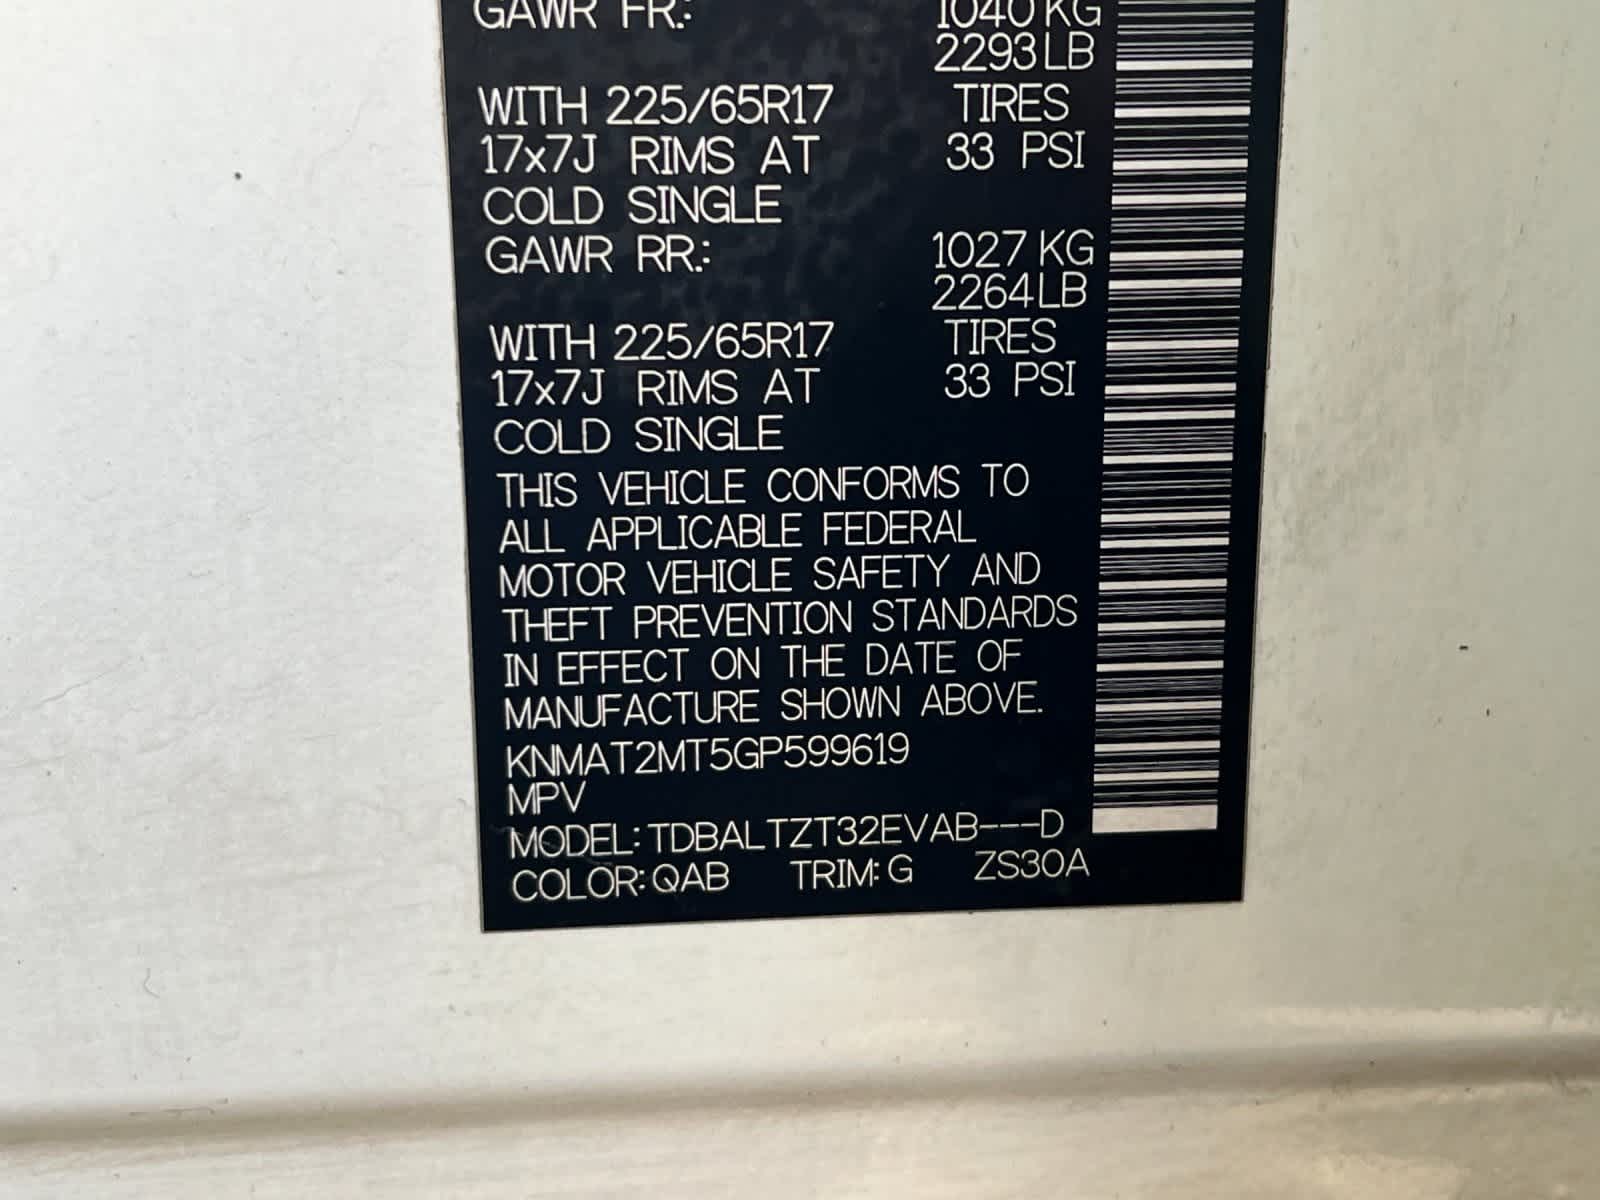 GAWR FR.: 1040 KG
2293 LB
WITH 225/65R17 TIRES
17x7J RIMS AT 33 PSI
COLD SINGLE
GAWR RR.: 1027 KG
2264 LB
WITH 225/65R17 TIRES
17x7J RIMS AT 33 PSI
COLD SINGLE
THIS VEHICLE CONFORMS TO
ALL APPLICABLE FEDERAL
MOTOR VEHICLE SAFETY AND
THEFT PREVENTION STANDARDS
IN EFFECT ON THE DATE OF
MANUFACTURE SHOWN ABOVE.
KNMAT2MT5GP599619
MPV
MODEL: TDBALTZT32EVAB---D
COLOR: QAB TRIM: G ZS30A